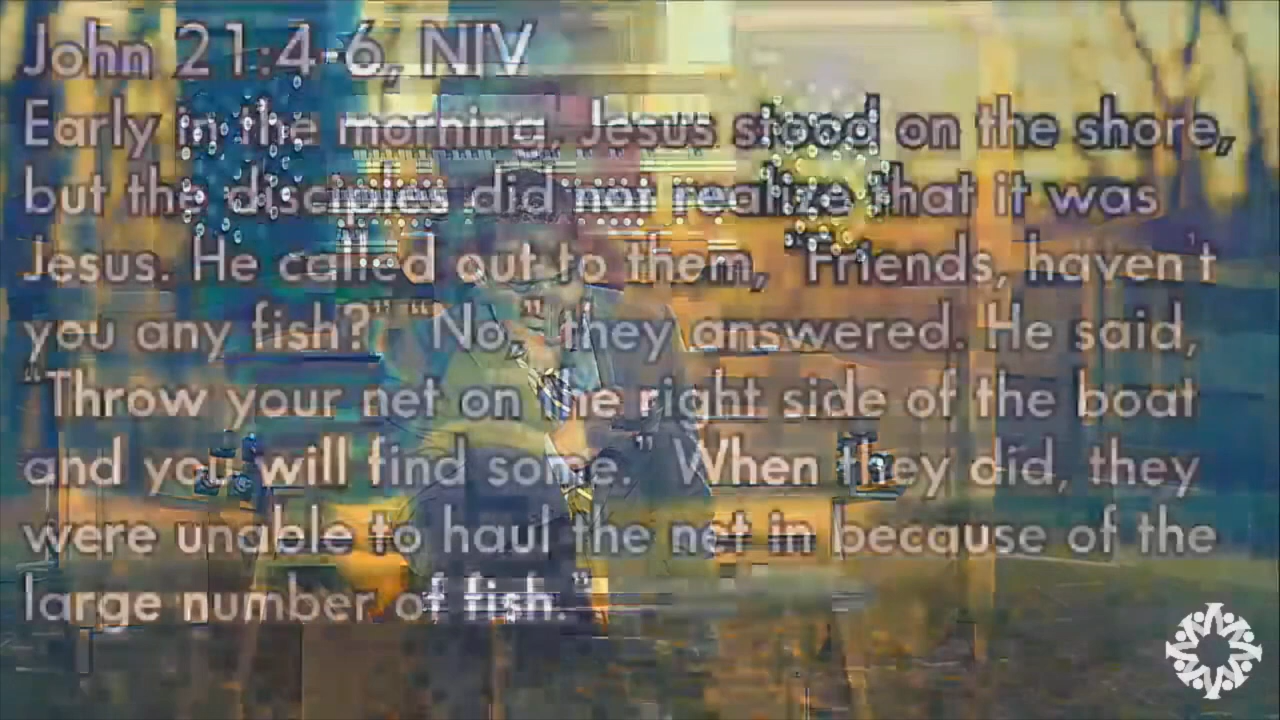 John 21:4-6, NIV
Early in the morning, Jesus stood on the shore,
but the disciples did not realize that it was
Jesus. He called out to them, "Friends, haven't
you any fish?" "No," they answered. He said,
"Throw your net on the right side of the boat
and you will find some." When they did, they
were unable to haul the net in because of the
large number of fish."